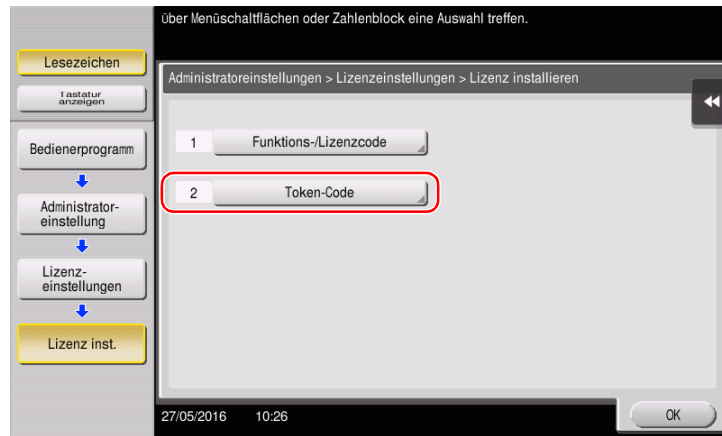 über Menüschaltflächen oder Zahlenblock eine Auswahl treffen.
Lesezeichen
Tastatur
anzeigen
Bedienerprogramm
Administrator-
einstellung
Lizenz-
einstellungen
Lizenz inst.
Administratoreinstellungen > Lizenzeinstellungen > Lizenz installieren
1 Funktions-/Lizenzcode
2 Token-Code
27/05/2016 10:26
OK